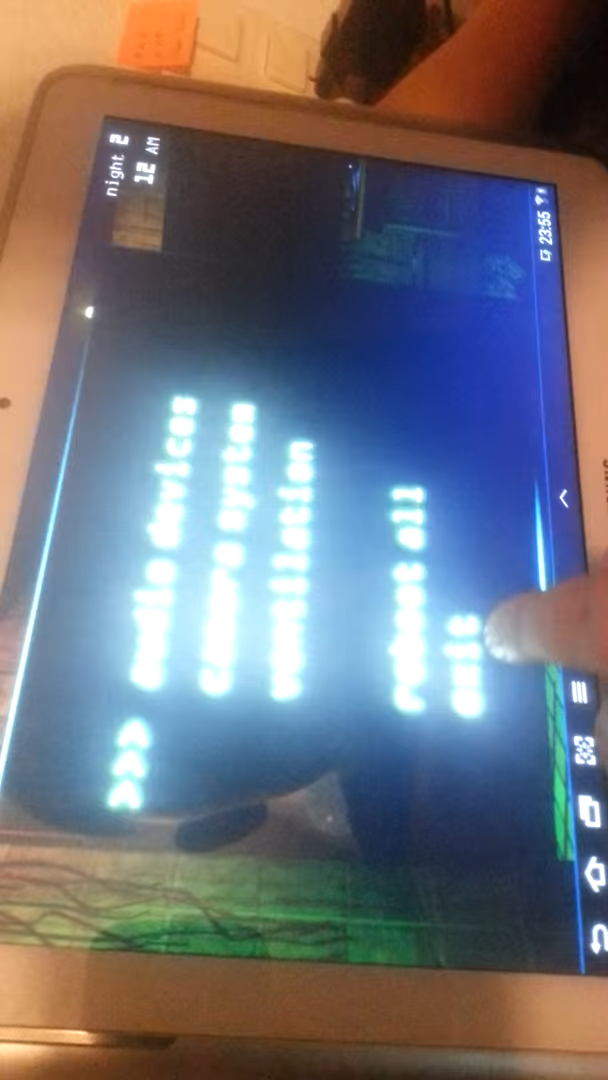 night 2
12 AM
>>> audio devices
camera system
ventilation
reboot all
exit
23:55